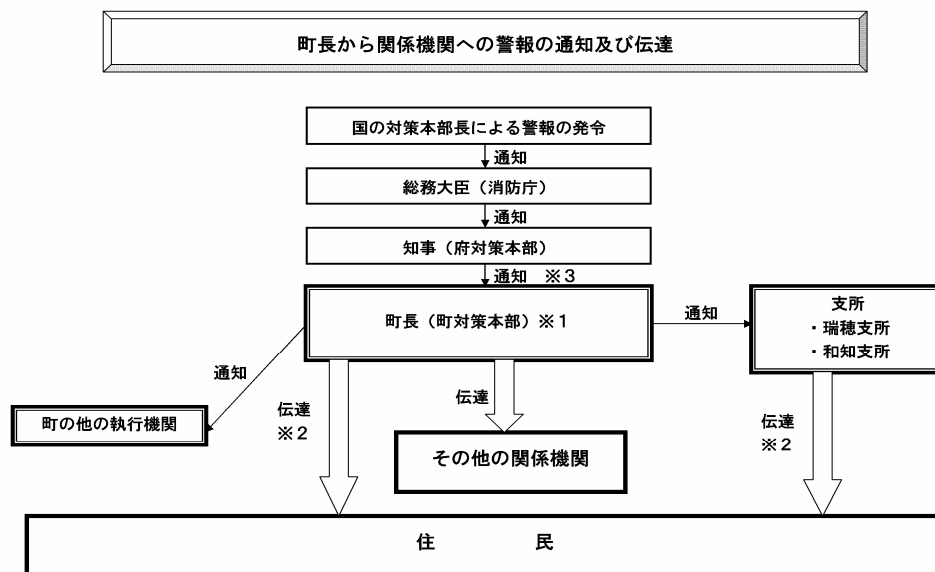 町長から関係機関への警報の通知及び伝達
国の対策本部長による警報の発令
通知
総務大臣（消防庁）
通知
知事（府対策本部）
通知　※３
町長（町対策本部）※１
通知
支所
・瑞穂支所
・和知支所
通知
町の他の執行機関
伝達
※２
伝達
その他の関係機関
伝達
※２
住　　　　民